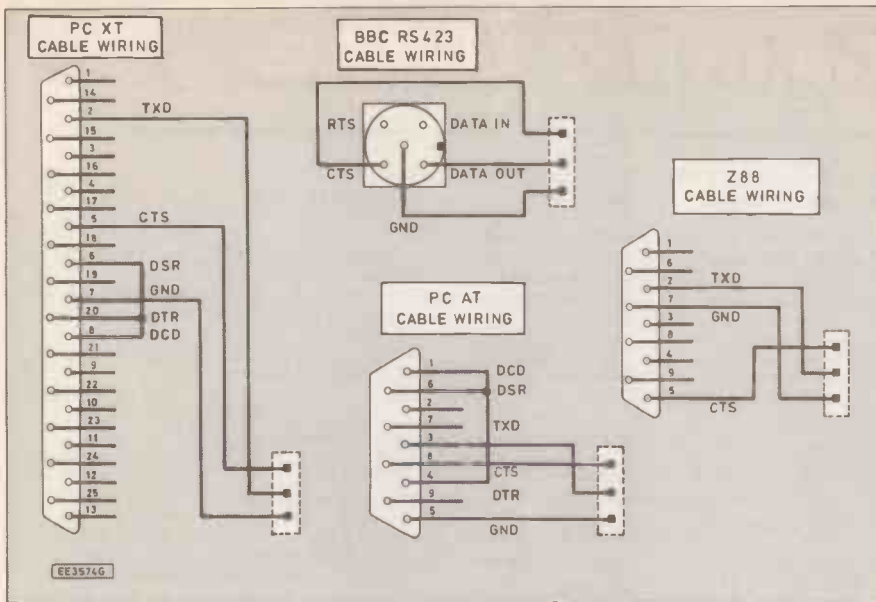 PC XT
CABLE WIRING
1
14
2
TXD
15
3
16
4
17
5
CTS
18
6
DSR
19
7
GND
20
DTR
8
DCD
21
9
22
10
23
11
24
12
25
13
EE3574G
BBC RS423
CABLE WIRING
RTS
DATA IN
CTS
DATA OUT
GND
PC AT
CABLE WIRING
1
DCD
6
DSR
2
7
TXD
3
8
CTS
4
9
DTR
5
GND
Z88
CABLE WIRING
1
6
2
TXD
7
GND
3
8
4
9
5
CTS